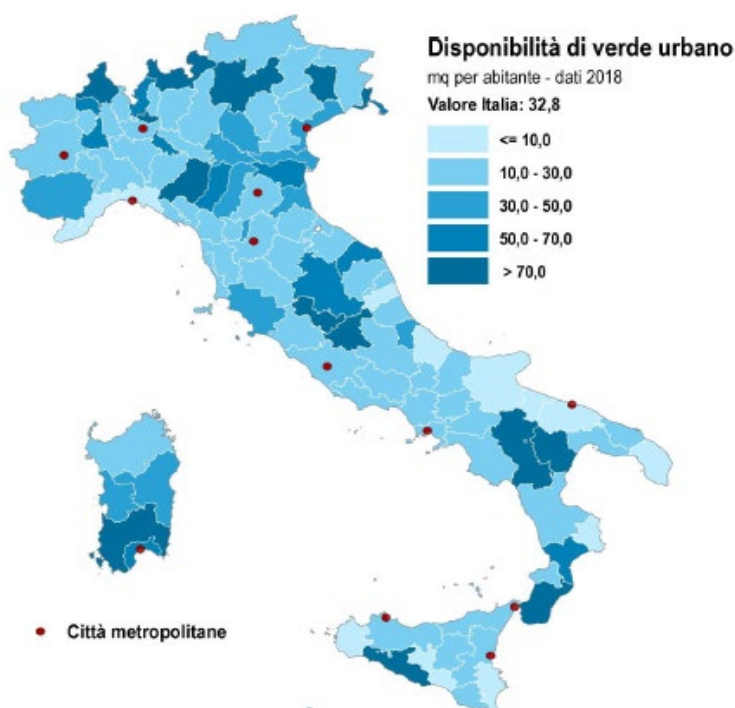 Disponibilità di verde urbano
mq per abitante - dati 2018
Valore Italia: 32,8
<= 10,0
10,0 - 30,0
30,0 - 50,0
50,0 - 70,0
> 70,0
Città metropolitane